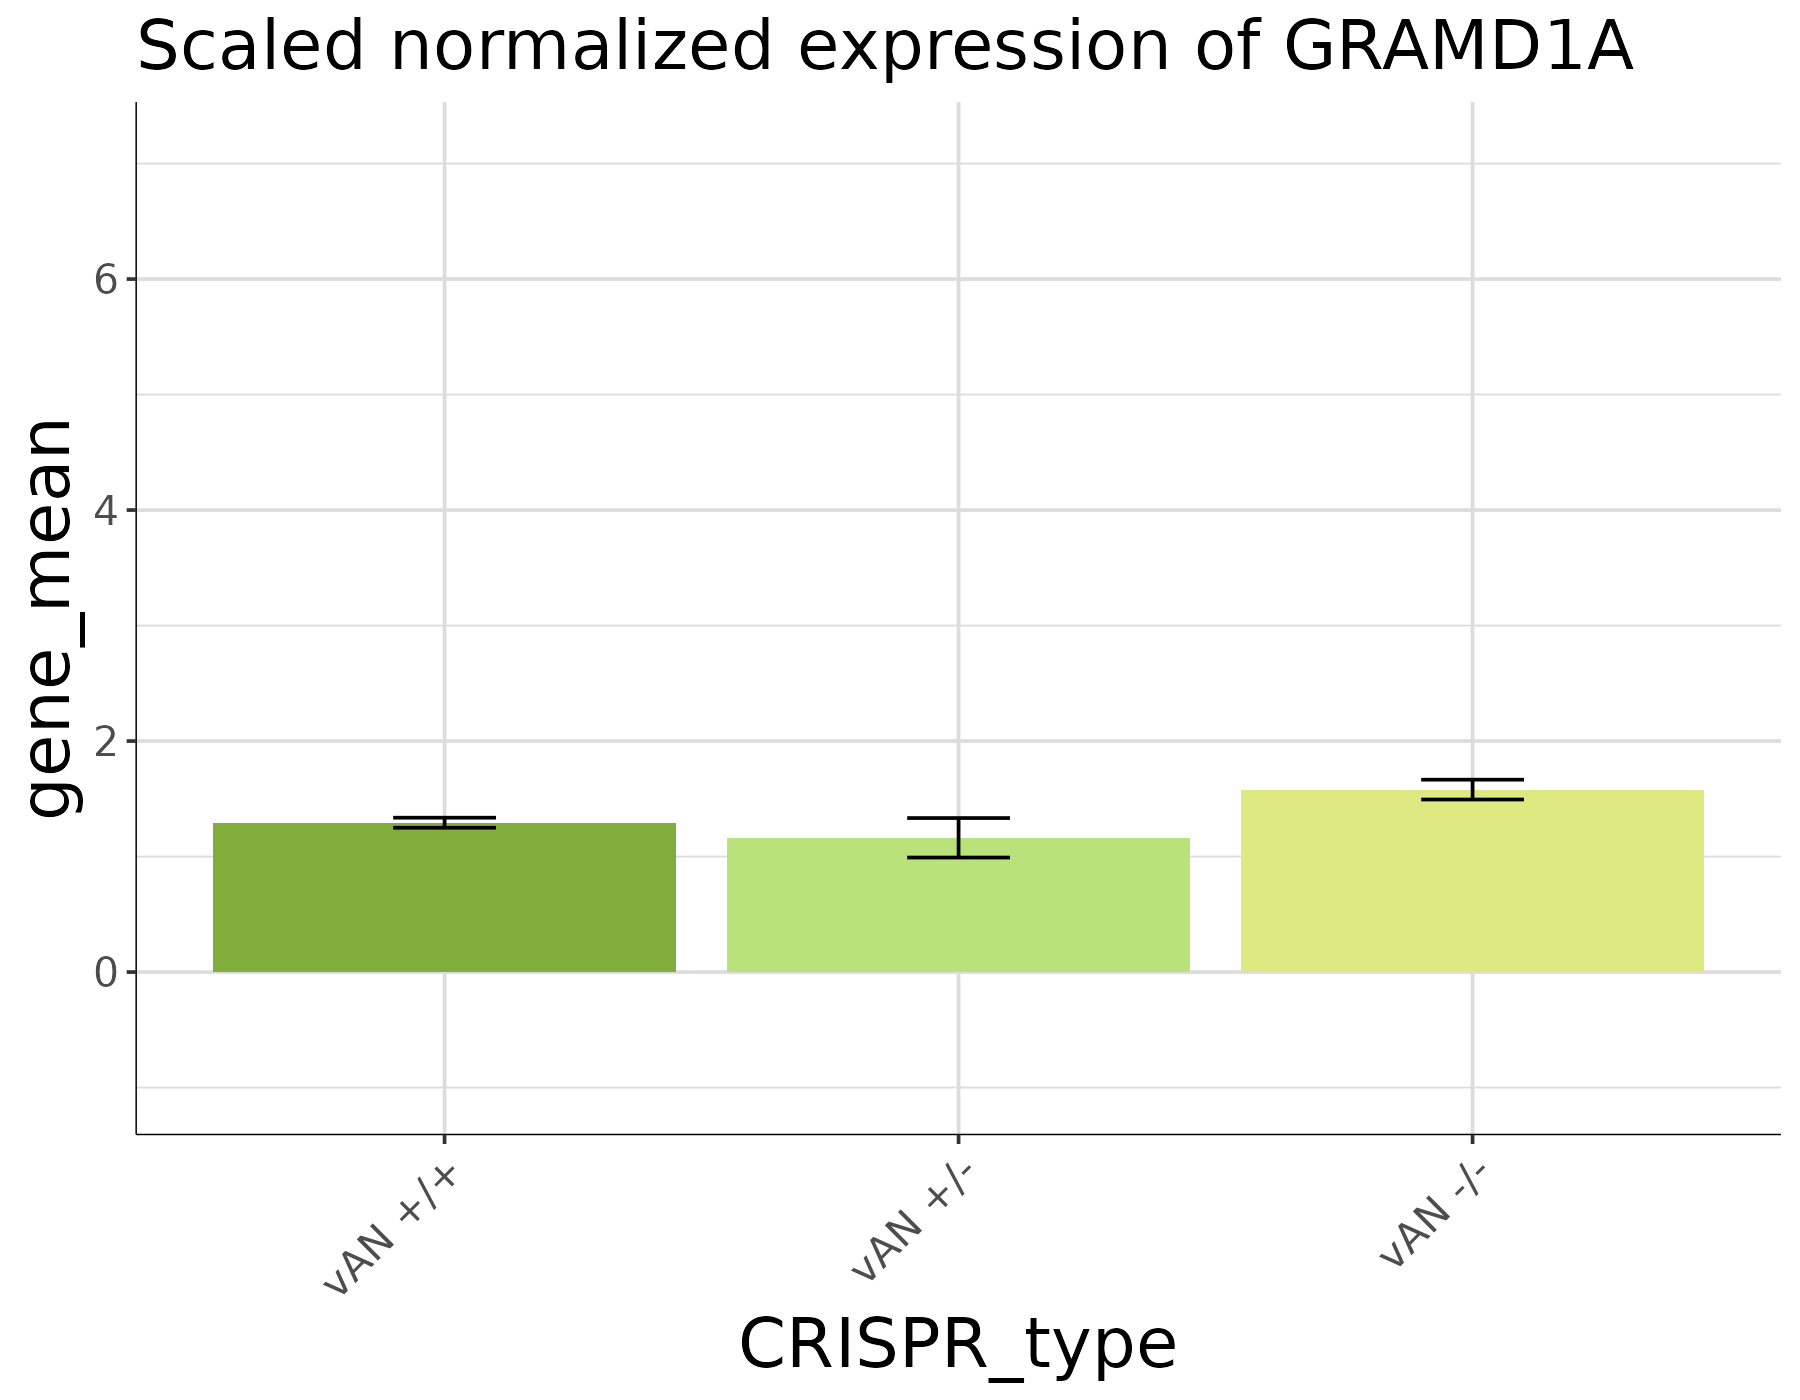 Scaled normalized expression of GRAMD1A
gene_mean
6
4
2
0
vAN +/+
vAN +/-
vAN -/-
CRISPR_type